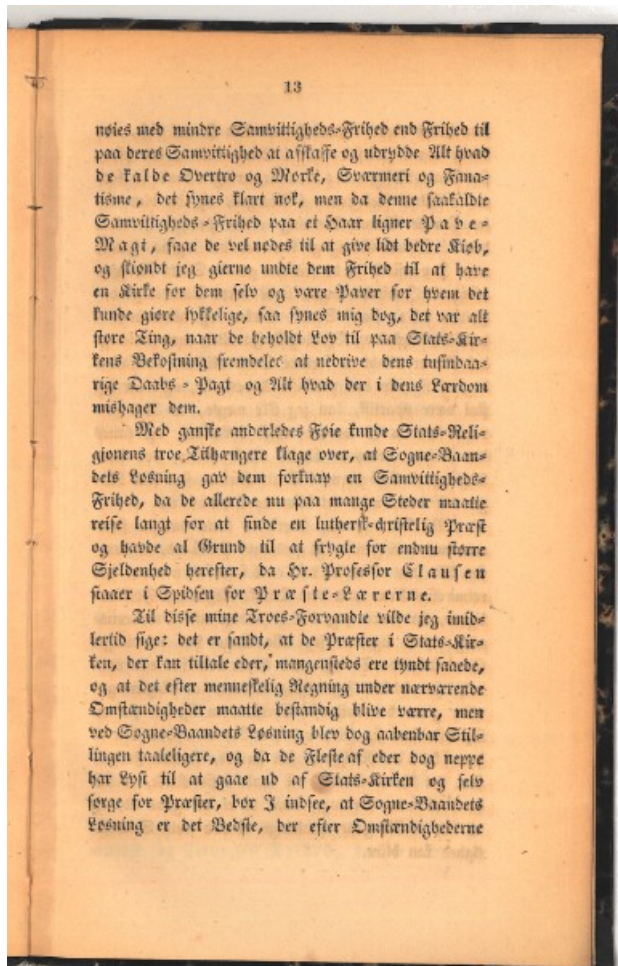 13
nøies med mindre Samvittigheds-Frihed end Frihed til
paa deres Samvittighed at afskaffe og udrydde Alt hvad
de kalde Overtro og Mørke, Sværmeri og Fana-
tisme, det synes klart nok, men da denne saakaldte
Samvittigheds-Frihed paa et Haar ligner Pave-
Magt, faae de vel nødes til at give lidt bedre Kiøb,
og skiøndt jeg gierne undte dem Frihed til at have
en Kirke for dem selv og være Paver for hvem det
kunde giøre lykkelige, saa synes mig dog, det var alt
store Ting, naar de beholdt Lov til paa Stats-Kir-
kens Bekostning fremdeles at nedrive dens tusindaa-
rige Daabs-Pagt og Alt hvad der i dens Lærdom
mishager dem.
Med ganske anderledes Føie kunde Stats-Reli-
gjonens troe Tilhængere klage over, at Sogne-Baan-
dets Løsning gav dem forknap en Samvittigheds-
Frihed, da de allerede nu paa mange Steder maatte
reise langt for at finde en luthersk-christelig Præst
og havde al Grund til at frygte for endnu større
Sjeldenhed herefter, da Hr. Professor Clausen
staaer i Spidsen for Præste-Lærerne.
Til disse mine Troes-Forvandte vilde jeg imid-
lertid sige: det er sandt, at de Præster i Stats-Kir-
ken, der kan tiltale eder, mangensteds ere tyndt saaede,
og at det efter menneskelig Regning under nærværende
Omstændigheder maatte bestandig blive værre, men
ved Sogne-Baandets Løsning blev dog aabenbar Stil-
lingen taaleligere, og da de Fleste af eder dog neppe
har Lyst til at gaae ud af Stats-Kirken og selv
sørge for Præster, bør I indsee, at Sogne-Baandets
Løsning er det Bedste, der efter Omstændighederne